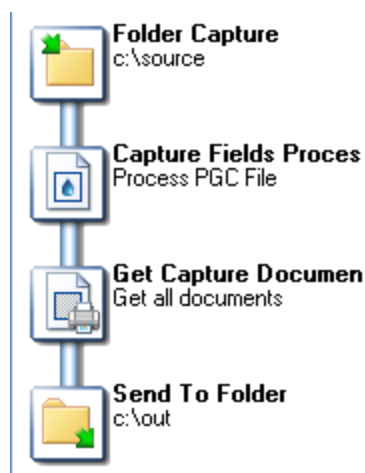 Folder Capture
c:\source
Capture Fields Proces
Process PGC File
Get Capture Documen
Get all documents
Send To Folder
c:\out